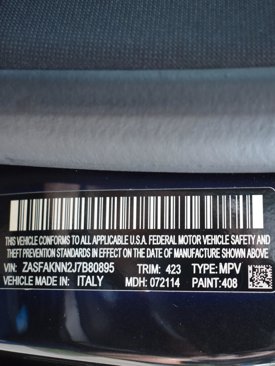 THIS VEHICLE CONFORMS TO ALL APPLICABLE U.S.A. FEDERAL MOTOR VEHICLE SAFETY AND
THEFT PREVENTION STANDARDS IN EFFECT ON THE DATE OF MANUFACTURE SHOWN ABOVE.
VIN: ZASFAKNN2J7B80895 TRIM: 423 TYPE: MPV
VEHICLE MADE IN: ITALY MDH: 072114 PAINT: 408